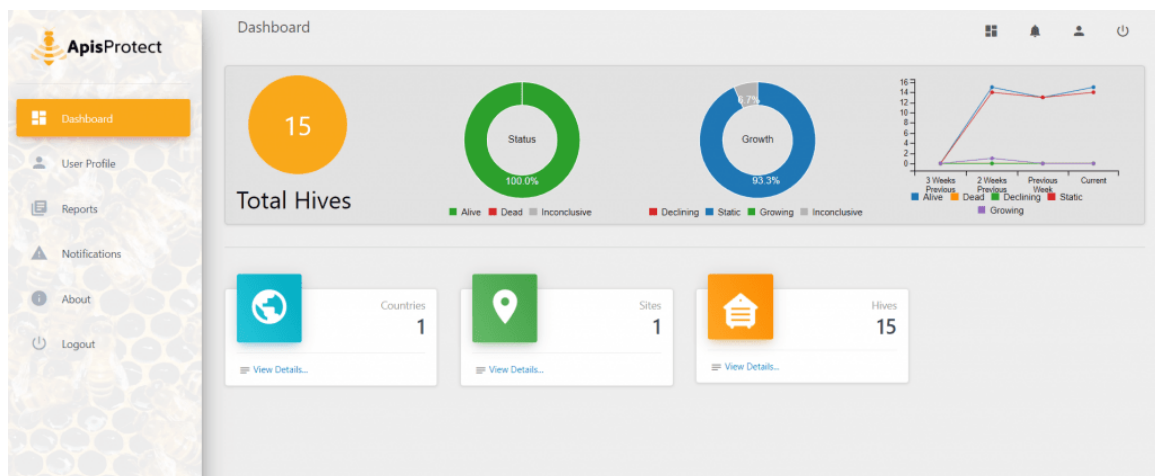 ApisProtect
Dashboard
User Profile
Reports
Notifications
About
Logout
Dashboard
15
Total Hives
Status
100.0%
Alive Dead Inconclusive
Growth
6.7%
93.3%
Declining Static Growing Inconclusive
16
14
12
10
8
6
4
2
0
3 Weeks Previous
2 Weeks Previous
Previous Week
Current
Alive Dead Declining Static
Growing
Countries
1
View Details...
Sites
1
View Details...
Hives
15
View Details...